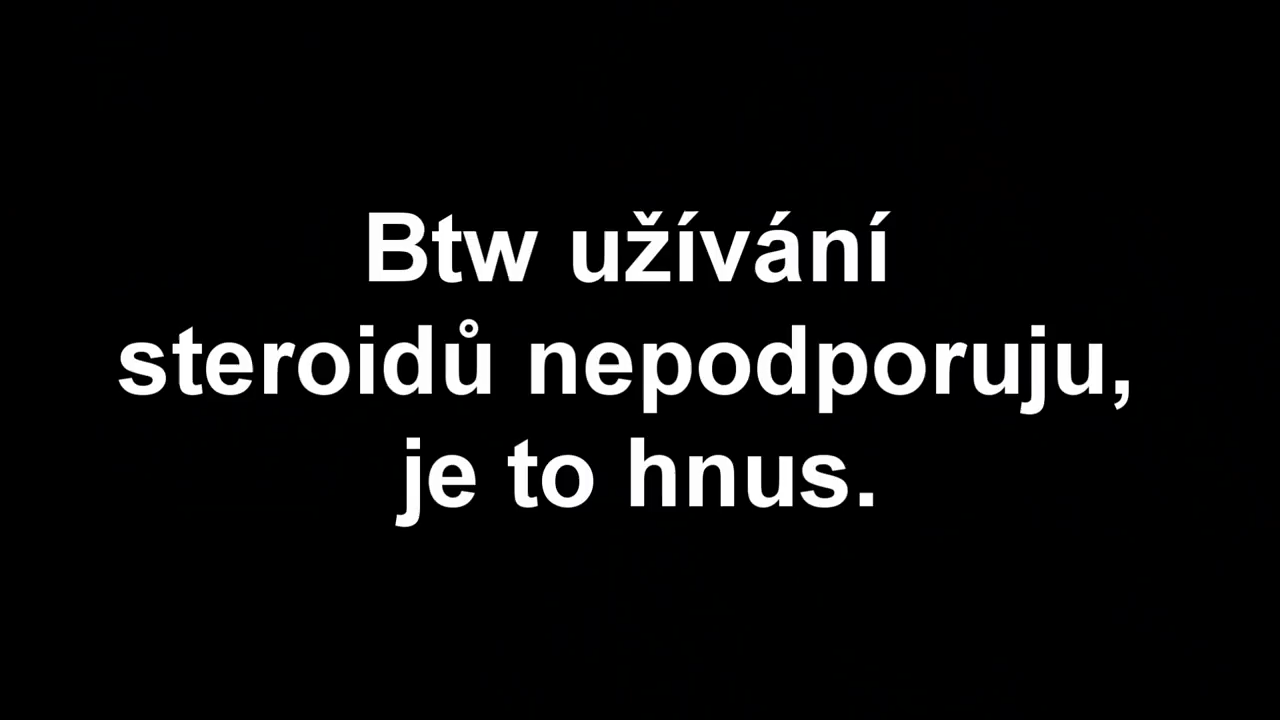 Btw užívání
steroidů nepodporuju,
je to hnus.